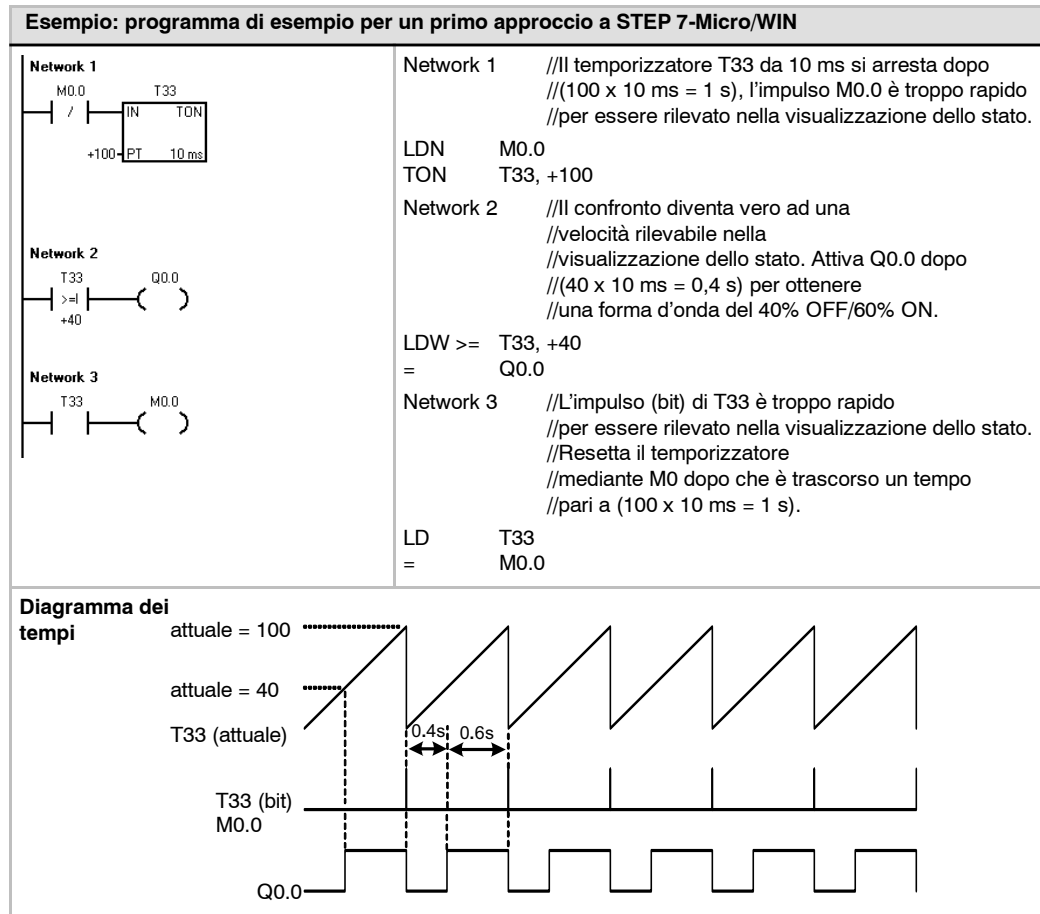 Esempio: programma di esempio per un primo approccio a STEP 7-Micro/WIN
Network 1
M0.0 T33
/ IN TON
+100 PT 10 ms
Network 2
T33 Q0.0
>=I
+40
Network 3
T33 M0.0
Network 1 //Il temporizzatore T33 da 10 ms si arresta dopo
//(100 x 10 ms = 1 s), l'impulso M0.0 è troppo rapido
//per essere rilevato nella visualizzazione dello stato.
LDN M0.0
TON T33, +100
Network 2 //Il confronto diventa vero ad una
//velocità rilevabile nella
//visualizzazione dello stato. Attiva Q0.0 dopo
//(40 x 10 ms = 0,4 s) per ottenere
//una forma d'onda del 40% OFF/60% ON.
LDW >= T33, +40
= Q0.0
Network 3 //L'impulso (bit) di T33 è troppo rapido
//per essere rilevato nella visualizzazione dello stato.
//Resetta il temporizzatore
//mediante M0 dopo che è trascorso un tempo
//pari a (100 x 10 ms = 1 s).
LD T33
= M0.0
Diagramma dei
tempi
attuale = 100
attuale = 40
T33 (attuale)
0.4s 0.6s
T33 (bit)
M0.0
Q0.0